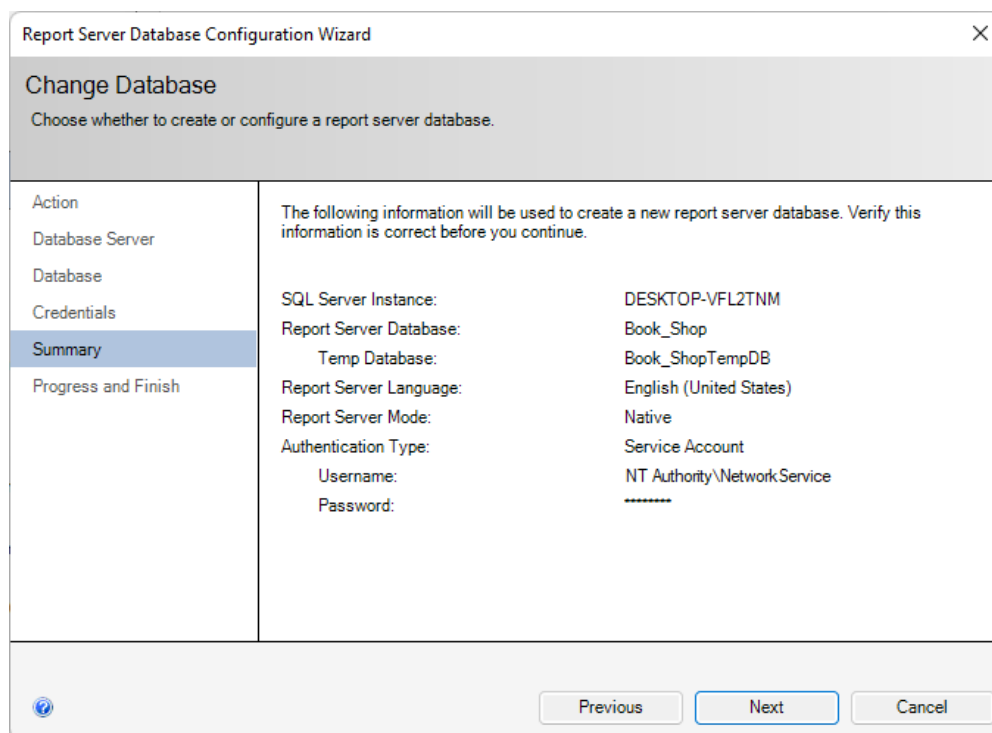 Report Server Database Configuration Wizard
Change Database
Choose whether to create or configure a report server database.
Action
Database Server
Database
Credentials
Summary
Progress and Finish
The following information will be used to create a new report server database. Verify this
information is correct before you continue.
SQL Server Instance: DESKTOP-VFL2TNM
Report Server Database: Book_Shop
Temp Database: Book_ShopTempDB
Report Server Language: English (United States)
Report Server Mode: Native
Authentication Type: Service Account
Username: NT Authority\NetworkService
Password: ********
Previous
Next
Cancel